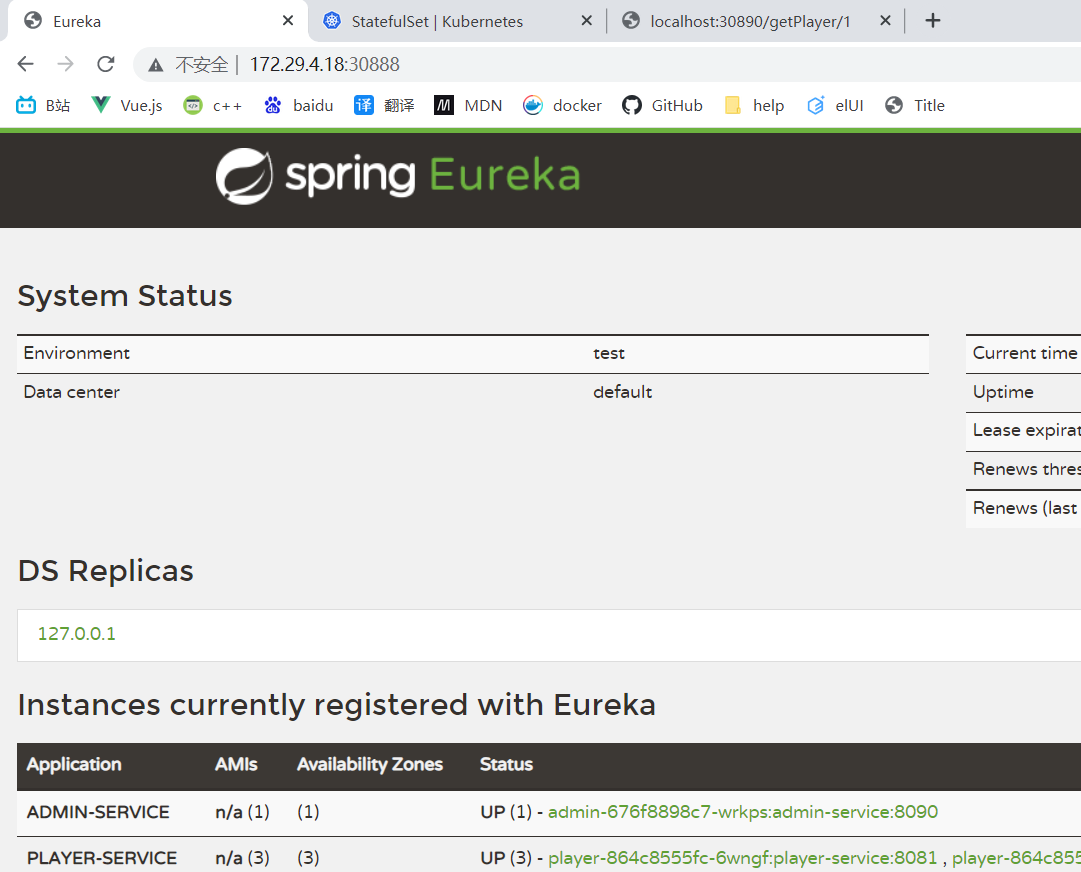 Eureka
StatefulSet | Kubernetes
localhost:30890/getPlayer/1
不安全 | 172.29.4.18:30888
B站 Vue.js c++ baidu 译 翻译 MDN docker GitHub help elUI Title
spring Eureka
System Status
Environment test
Data center default
Current time
Uptime
Lease expirat
Renews thres
Renews (last
DS Replicas
127.0.0.1
Instances currently registered with Eureka
Application AMIs Availability Zones Status
ADMIN-SERVICE n/a (1) (1) UP (1) - admin-676f8898c7-wrkps:admin-service:8090
PLAYER-SERVICE n/a (3) (3) UP (3) - player-864c8555fc-6wngf:player-service:8081 , player-864c855